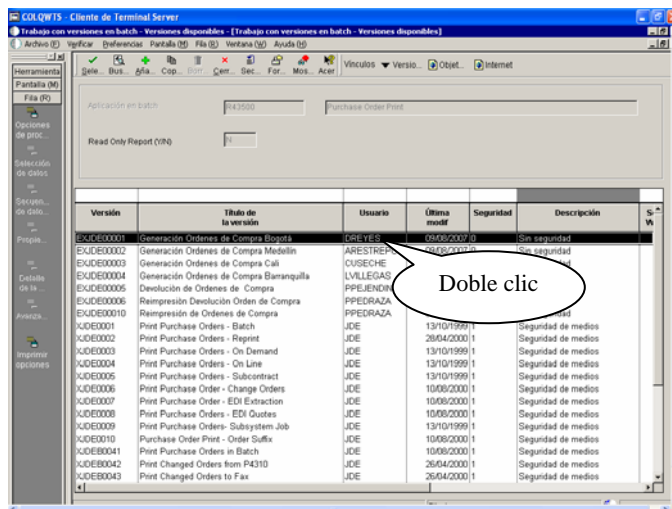 COLQWTS - Cliente de Terminal Server
Trabajo con versiones en batch - Versiones disponibles - [Trabajo con versiones en batch - Versiones disponibles]
Archivo (F) Verificar Preferencias Pantalla (M) Fila (R) Ventana (W) Ayuda (H)
Herramienta
Pantalla (M)
Fila (R)
Opciones
de proc...
Selección
de datos
Secuen...
de dato...
Propie...
Detalle
de la ...
Avanza...
Imprimir
opciones
Sele... Bus... Aña... Cop... Borr... Cerr... Sec... For... Mos... Acer
Vínculos Versio... Objet... Internet
Aplicación en batch R43500 Purchase Order Print
Read Only Report (Y/N) N
Versión Título de la versión Usuario Última modif Seguridad Descripción
EXJDE00001 Generación Ordenes de Compra Bogotá DREYES 09/08/2007 0 Sin seguridad
EXJDE00002 Generación Ordenes de Compra Medellin ARESTREPO 09/08/2007 0 Sin seguridad
EXJDE00003 Generación Ordenes de Compra Cali CUSECHE
EXJDE00004 Generación Ordenes de Compra Barranquilla LVILLEGAS
EXJDE00005 Devolución de Ordenes de Compra PPEJENDIN
EXJDE00006 Reimpresión Devolución Orden de Compra PPEDRAZA
EXJDE00010 Reimpresión de Ordenes de Compra PPEDRAZA
XJDE0001 Print Purchase Orders - Batch JDE 13/10/1999 1 Seguridad de medios
XJDE0002 Print Purchase Orders - Reprint JDE 28/04/2000 1 Seguridad de medios
XJDE0003 Print Purchase Orders - On Demand JDE 13/10/1999 1 Seguridad de medios
XJDE0004 Print Purchase Orders - On Line JDE 13/10/1999 1 Seguridad de medios
XJDE0005 Print Purchase Orders - Subcontract JDE 13/10/1999 1 Seguridad de medios
XJDE0006 Print Purchase Order - Change Orders JDE 10/08/2000 1 Seguridad de medios
XJDE0007 Print Purchase Order - EDI Extraction JDE 10/08/2000 1 Seguridad de medios
XJDE0008 Print Purchase Orders - EDI Quotes JDE 10/08/2000 1 Seguridad de medios
XJDE0009 Print Purchase Orders- Subsystem Job JDE 13/10/1999 1 Seguridad de medios
XJDE0010 Purchase Order Print - Order Suffix JDE 10/08/2000 1 Seguridad de medios
XJDEB0041 Print Purchase Orders in Batch JDE 10/08/2000 1 Seguridad de medios
XJDEB0042 Print Changed Orders from P4310 JDE 26/04/2000 1 Seguridad de medios
XJDEB0043 Print Changed Orders to Fax JDE 26/04/2000 1 Seguridad de medios
Doble clic